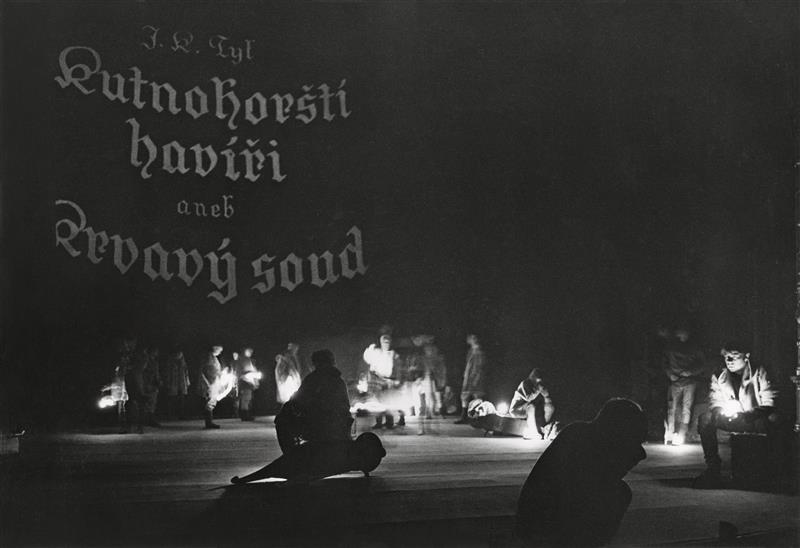 J. K. Tyl
Kutnohorští
havíři
aneb
Krvavý soud